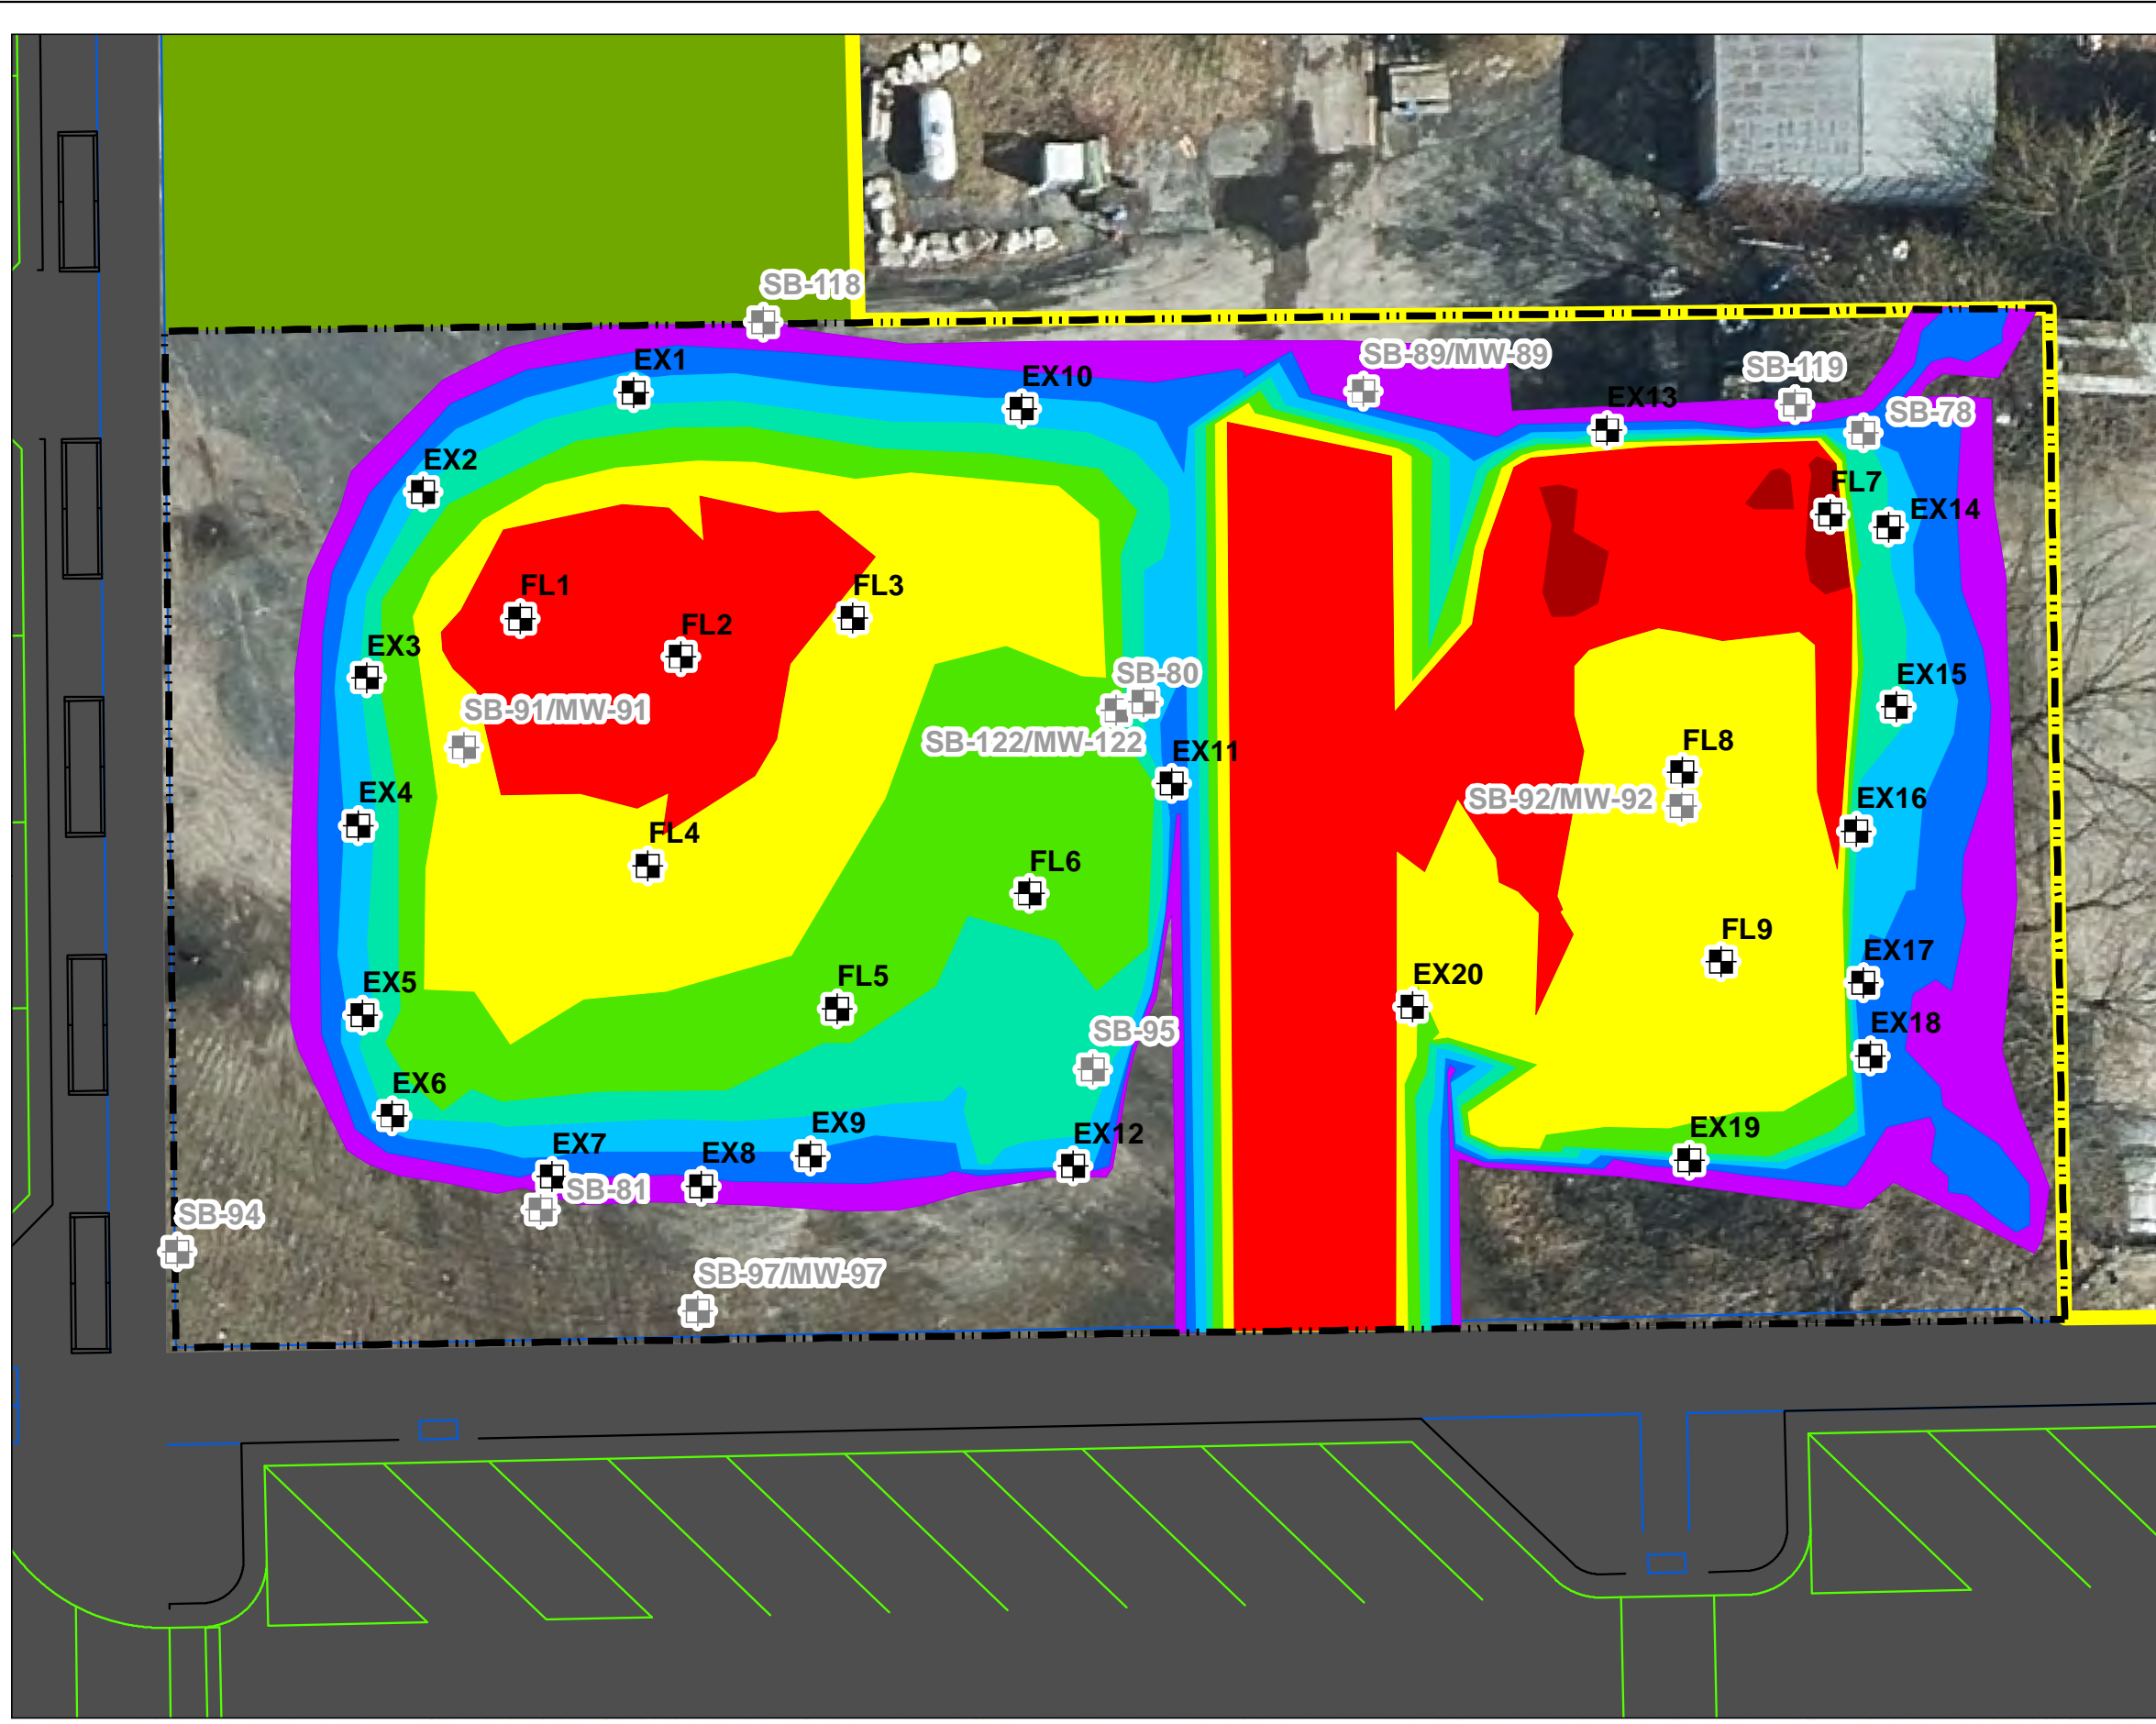 SB-118
EX1
SB-89/MW-89
EX10
SB-119
EX13
SB-78
EX2
FL7
EX14
FL1
FL3
FL2
EX3
SB-80
EX15
SB-91/MW-91
SB-122/MW-122
EX11
FL8
EX4
SB-92/MW-92
EX16
FL4
FL6
FL9
EX17
FL5
EX20
EX5
SB-95
EX18
EX6
EX9
EX19
EX12
EX7
EX8
SB-81
SB-94
SB-97/MW-97